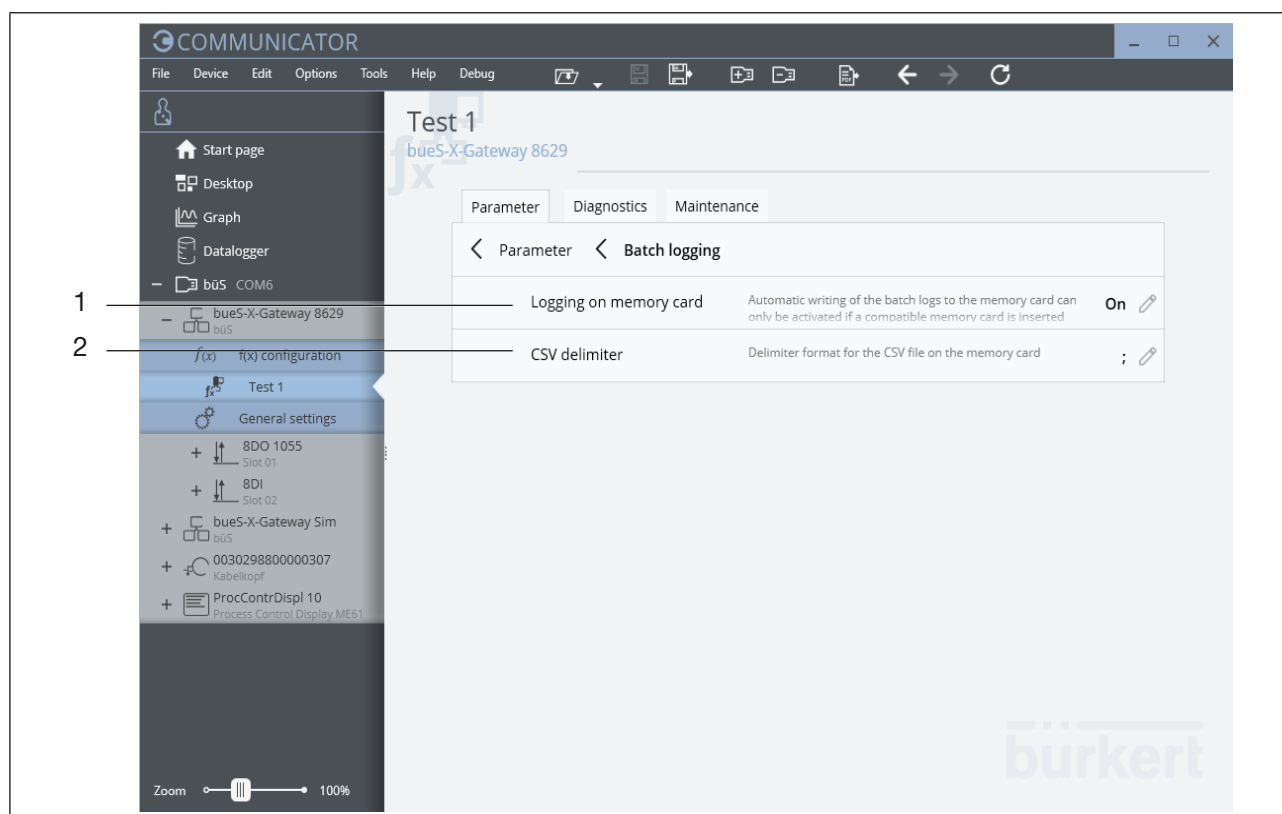 COMMUNICATOR
File Device Edit Options Tools Help Debug
PDF
Start page
Desktop
Graph
Datalogger
büS COM6
bueS-X-Gateway 8629
büS
f(x) f(x) configuration
fx Test 1
General settings
8DO 1055
Slot 01
8DI
Slot 02
bueS-X-Gateway Sim
büS
0030298800000307
Kabelkopf
ProcContrDispl 10
Process Control Display ME61
Zoom 100%
fx
Test 1
bueS-X-Gateway 8629
Parameter Diagnostics Maintenance
Parameter Batch logging
1 Logging on memory card Automatic writing of the batch logs to the memory card can On
only be activated if a compatible memory card is inserted
2 CSV delimiter Delimiter format for the CSV file on the memory card ;
bürkert